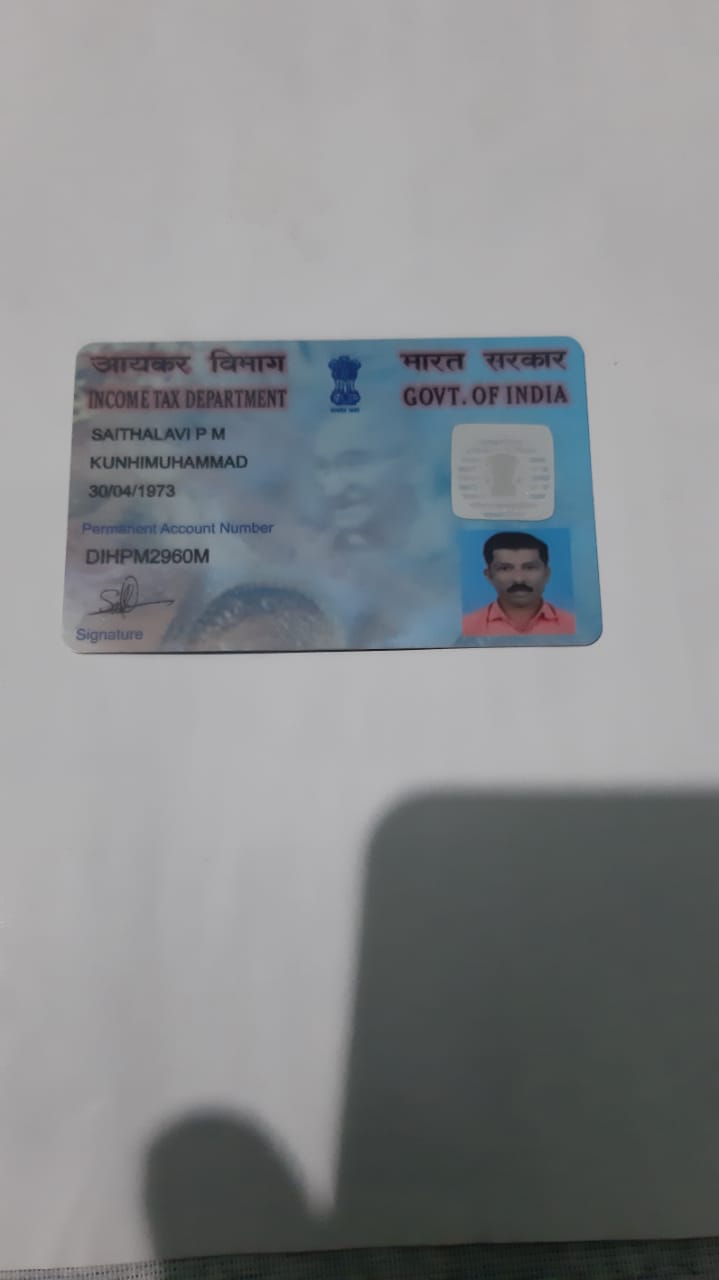 आयकर विभाग
INCOME TAX DEPARTMENT
भारत सरकार
GOVT. OF INDIA
SAITHALAVI P M
KUNHIMUHAMMAD
30/04/1973
Permanent Account Number
DIHPM2960M
Signature